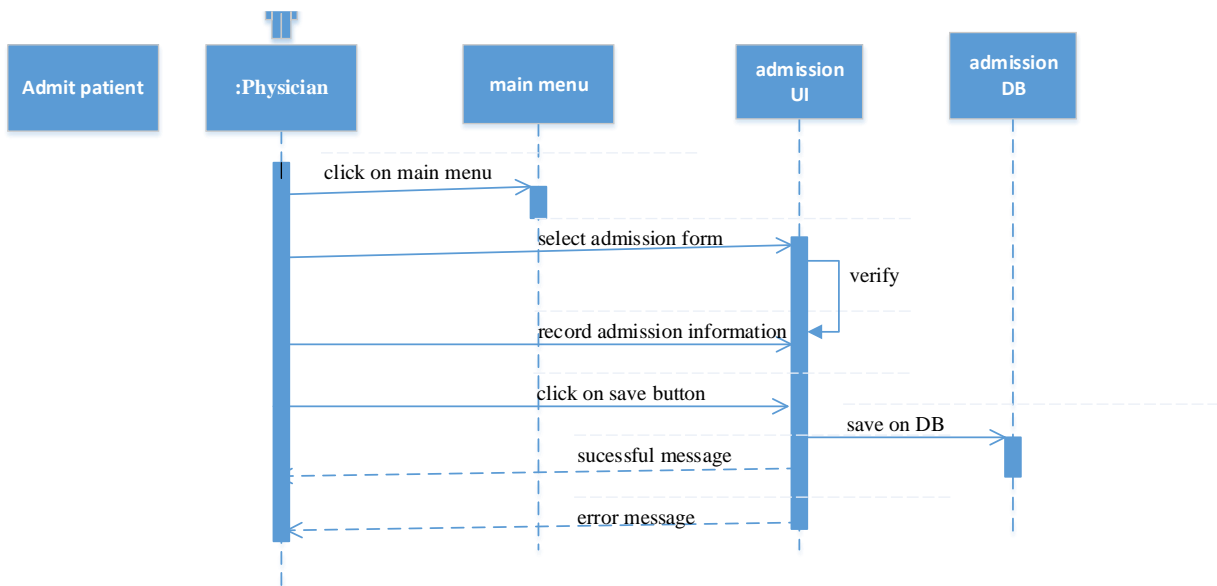 Admit patient
:Physician
main menu
admission
UI
admission
DB
click on main menu
select admission form
verify
record admission information
click on save button
save on DB
sucessful message
error message